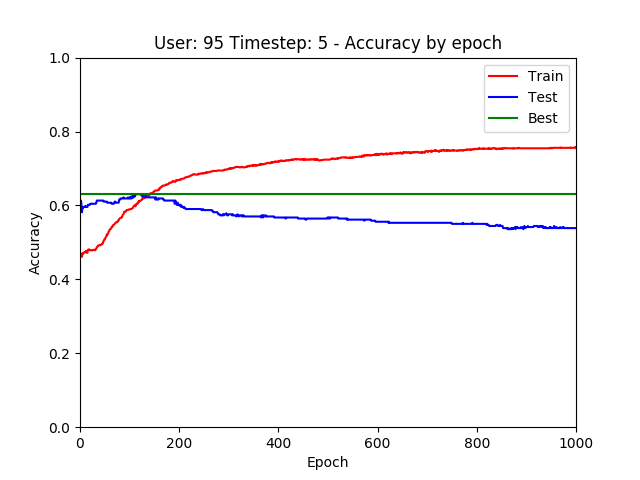 User: 95 Timestep: 5 - Accuracy by epoch
1.0
0.8
0.6
0.4
0.2
0.0
Accuracy
Train
Test
Best
0 200 400 600 800 1000
Epoch